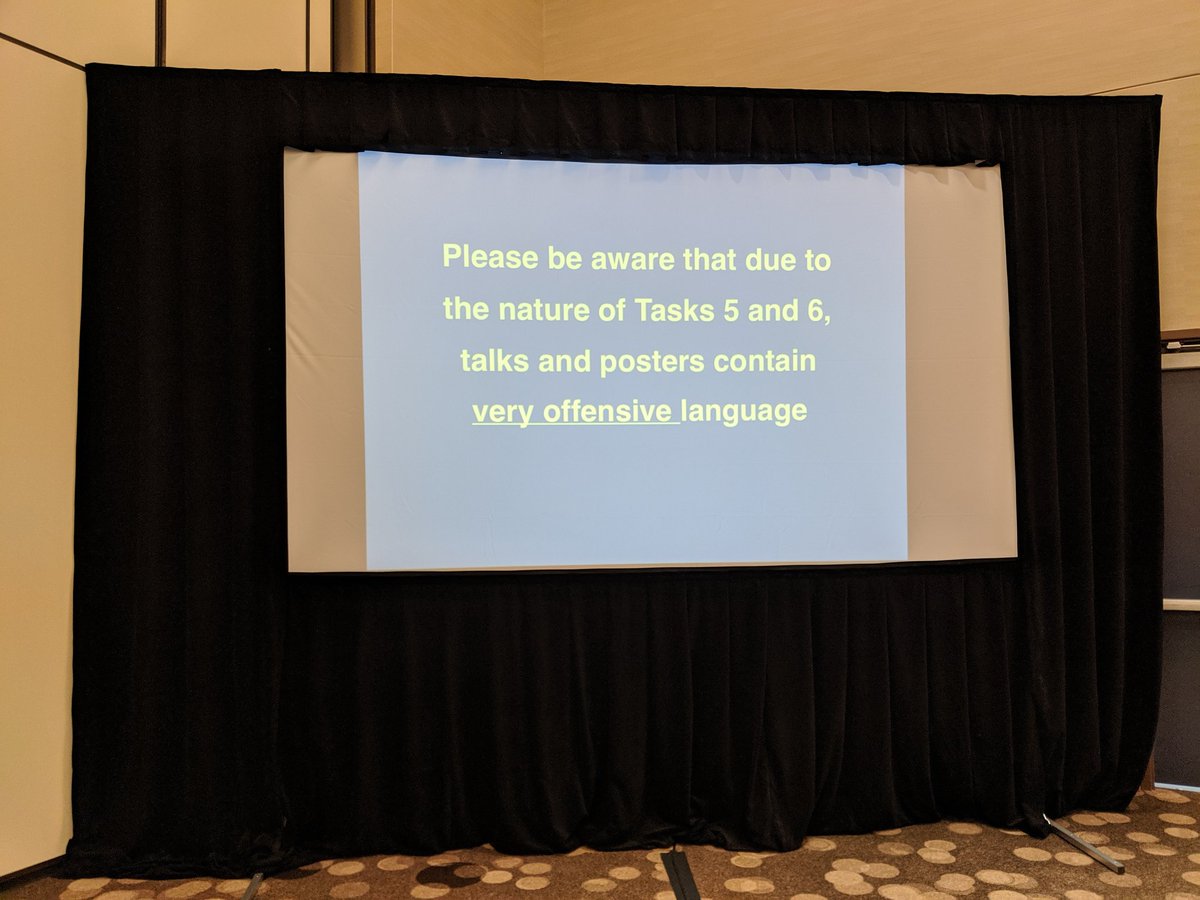 Please be aware that due to
the nature of Tasks 5 and 6,
talks and posters contain
very offensive language